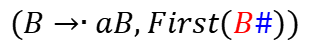 (B →· aB, First(B#))